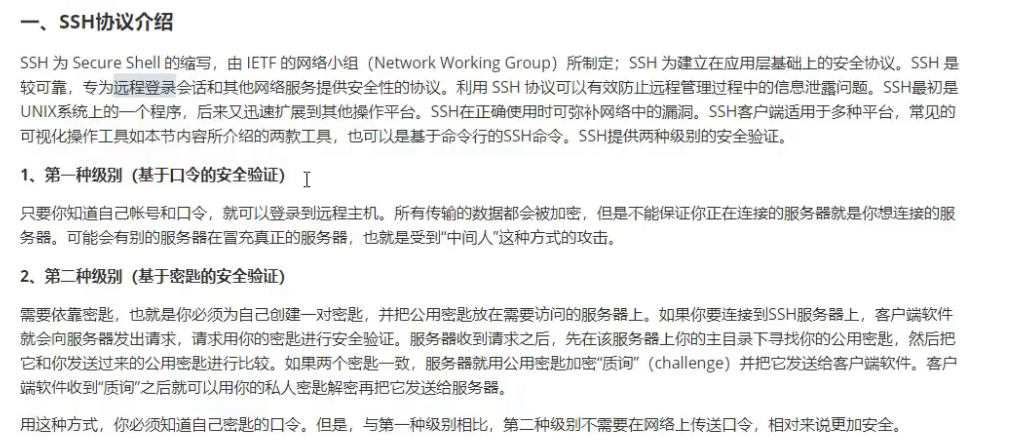 一、SSH协议介绍
SSH 为 Secure Shell 的缩写，由 IETF 的网络小组（Network Working Group）所制定；SSH 为建立在应用层基础上的安全协议。SSH 是
较可靠，专为远程登录会话和其他网络服务提供安全性的协议。利用 SSH 协议可以有效防止远程管理过程中的信息泄露问题。SSH最初是
UNIX系统上的一个程序，后来又迅速扩展到其他操作平台。SSH在正确使用时可弥补网络中的漏洞。SSH客户端适用于多种平台，常见的
可视化操作工具如本节内容所介绍的两款工具，也可以是基于命令行的SSH命令。SSH提供两种级别的安全验证。
1、第一种级别（基于口令的安全验证）
只要你知道自己帐号和口令，就可以登录到远程主机。所有传输的数据都会被加密，但是不能保证你正在连接的服务器就是你想连接的服
务器。可能会有别的服务器在冒充真正的服务器，也就是受到“中间人”这种方式的攻击。
2、第二种级别（基于密匙的安全验证）
需要依靠密匙，也就是你必须为自己创建一对密匙，并把公用密匙放在需要访问的服务器上。如果你要连接到SSH服务器上，客户端软件
就会向服务器发出请求，请求用你的密匙进行安全验证。服务器收到请求之后，先在该服务器上你的主目录下寻找你的公用密匙，然后把
它和你发送过来的公用密匙进行比较。如果两个密匙一致，服务器就用公用密匙加密“质询”（challenge）并把它发送给客户端软件。客户
端软件收到“质询”之后就可以用你的私人密匙解密再把它发送给服务器。
用这种方式，你必须知道自己密匙的口令。但是，与第一种级别相比，第二种级别不需要在网络上传送口令，相对来说更加安全。